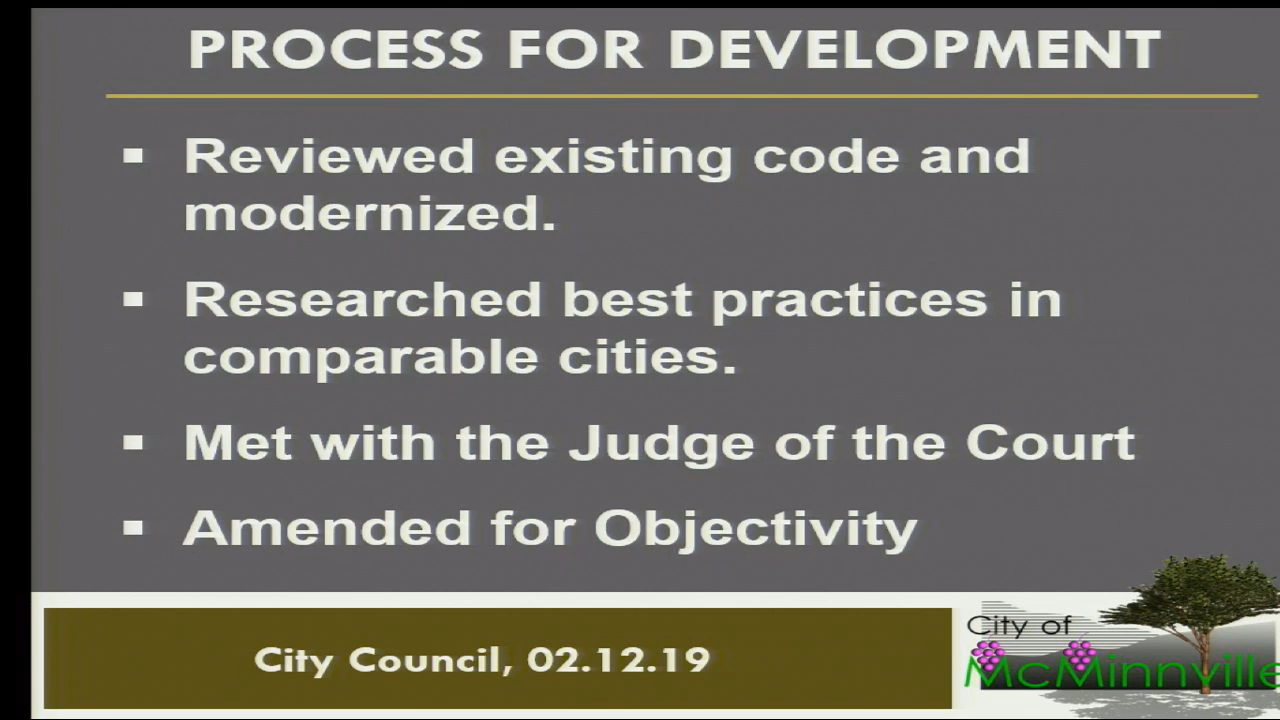 PROCESS FOR DEVELOPMENT
▪ Reviewed existing code and
modernized.
▪ Researched best practices in
comparable cities.
▪ Met with the Judge of the Court
▪ Amended for Objectivity
City Council, 02.12.19
City of
McMinnville